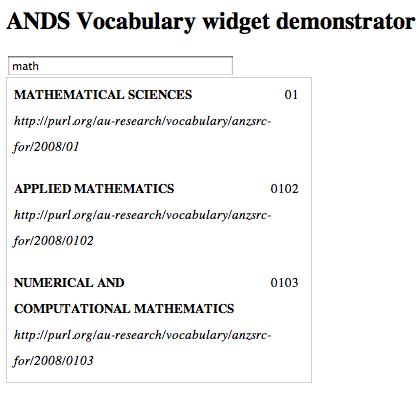 ANDS Vocabulary widget demonstrator
math
MATHEMATICAL SCIENCES 01
http://purl.org/au-research/vocabulary/anzsrc-
for/2008/01
APPLIED MATHEMATICS 0102
http://purl.org/au-research/vocabulary/anzsrc-
for/2008/0102
NUMERICAL AND 0103
COMPUTATIONAL MATHEMATICS
http://purl.org/au-research/vocabulary/anzsrc-
for/2008/0103